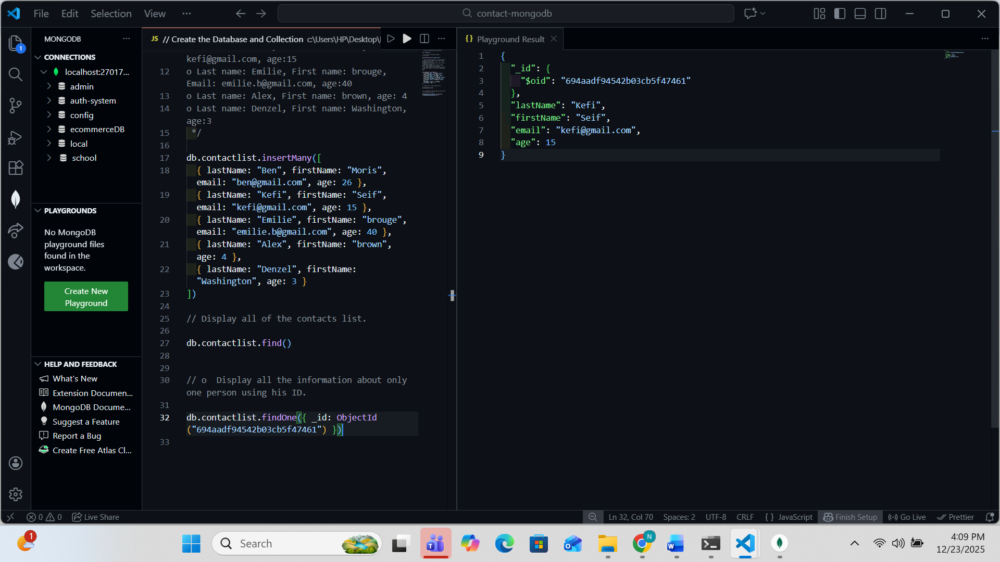 File Edit Selection View ··· contact-mongodb
MONGODB
CONNECTIONS
localhost:27017...
admin
auth-system
config
ecommerceDB
local
school
PLAYGROUNDS
No MongoDB
playground files
found in the
workspace.
Create New
Playground
HELP AND FEEDBACK
What's New
Extension Documen...
MongoDB Docume...
Suggest a Feature
Report a Bug
Create Free Atlas Cl...
JS // Create the Database and Collection c:\Users\HP\Desktop\
kefi@gmail.com, age:15
12 o Last name: Emilie, First name: brouge,
Email: emilie.b@gmail.com, age:40
13 o Last name: Alex, First name: brown, age: 4
14 o Last name: Denzel, First name: Washington,
age:3
15 */
16
17 db.contactlist.insertMany([
18 { lastName: "Ben", firstName: "Moris",
email: "ben@gmail.com", age: 26 },
19 { lastName: "Kefi", firstName: "Seif",
email: "kefi@gmail.com", age: 15 },
20 { lastName: "Emilie", firstName: "brouge",
email: "emilie.b@gmail.com", age: 40 },
21 { lastName: "Alex", firstName: "brown",
age: 4 },
22 { lastName: "Denzel", firstName:
"Washington", age: 3 }
23 ])
24
25 // Display all of the contacts list.
26
27 db.contactlist.find()
28
29
30 // o  Display all the information about only
one person using his ID.
31
32 db.contactlist.findOne({ _id: ObjectId
("694aadf94542b03cb5f47461") })
33
{} Playground Result
1 {
2 "_id": {
3 "$oid": "694aadf94542b03cb5f47461"
4 },
5 "lastName": "Kefi",
6 "firstName": "Seif",
7 "email": "kefi@gmail.com",
8 "age": 15
9 }
0 0 Live Share Ln 32, Col 70 Spaces: 2 UTF-8 CRLF {} JavaScript Finish Setup Go Live Prettier
1 Search N 4:09 PM
12/23/2025